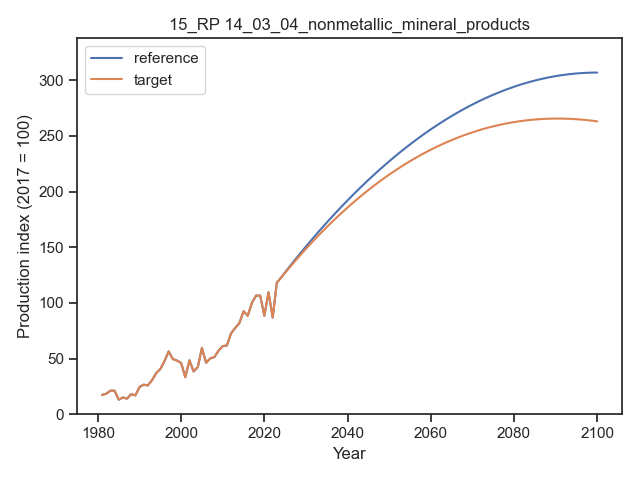 15_RP 14_03_04_nonmetallic_mineral_products
reference
target
Production index (2017 = 100)
300
250
200
150
100
50
0
1980
2000
2020
2040
2060
2080
2100
Year